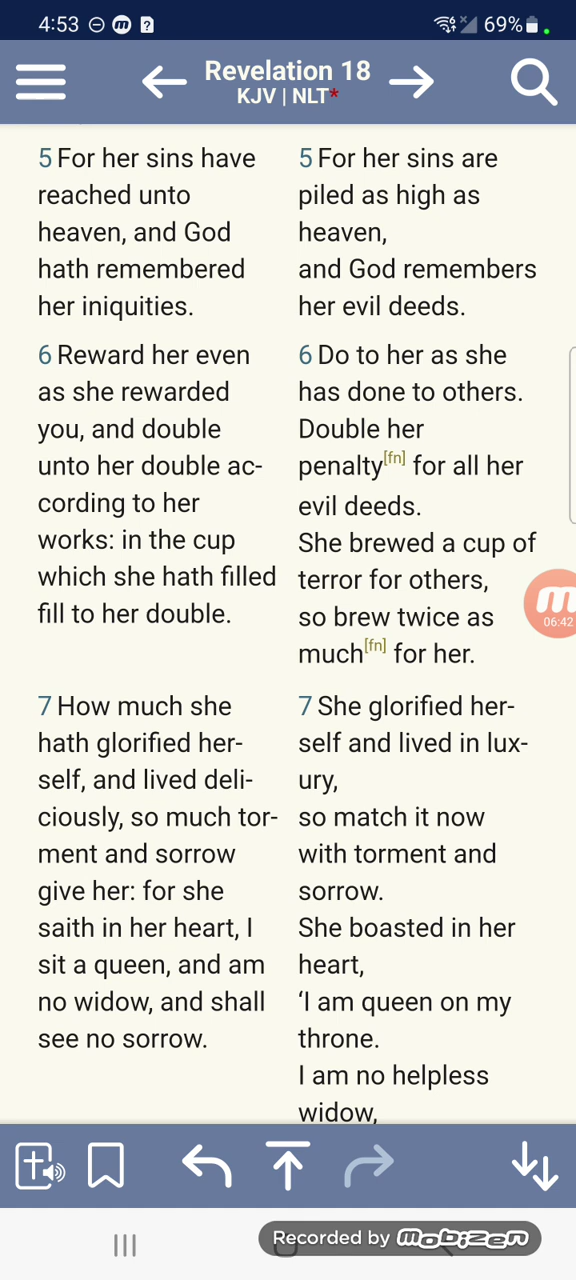 4:53
69%
Revelation 18
KJV | NLT*
5 For her sins have
reached unto
heaven, and God
hath remembered
her iniquities.
5 For her sins are
piled as high as
heaven,
and God remembers
her evil deeds.
6 Reward her even
as she rewarded
you, and double
unto her double ac-
cording to her
works: in the cup
which she hath filled
fill to her double.
6 Do to her as she
has done to others.
Double her
penalty[fn] for all her
evil deeds.
She brewed a cup of
terror for others,
so brew twice as
much[fn] for her.
7 How much she
hath glorified her-
self, and lived deli-
ciously, so much tor-
ment and sorrow
give her: for she
saith in her heart, I
sit a queen, and am
no widow, and shall
see no sorrow.
7 She glorified her-
self and lived in lux-
ury,
so match it now
with torment and
sorrow.
She boasted in her
heart,
‘I am queen on my
throne.
I am no helpless
widow,
m
06:42
Recorded by Mobizen